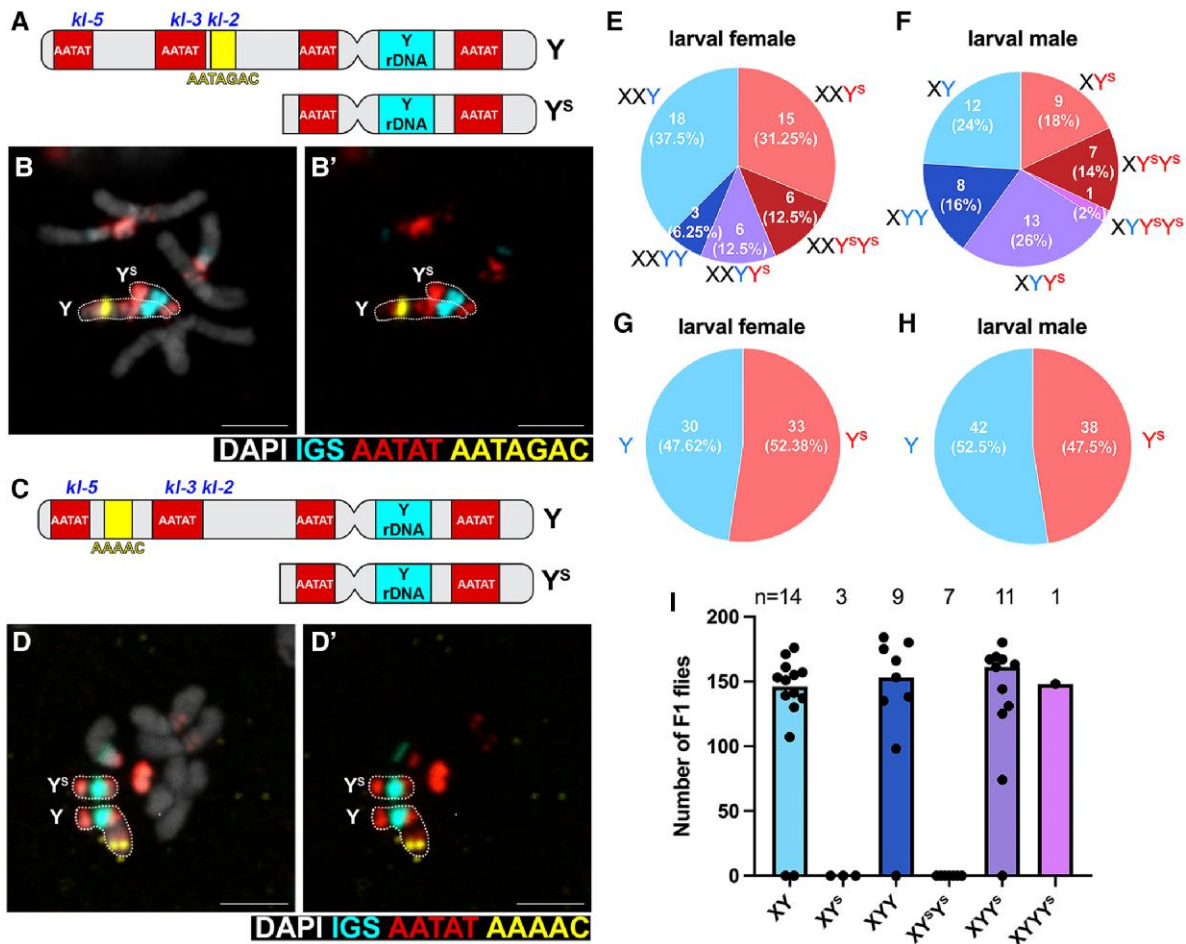 A
kl-5 kl-3 kl-2
AATAT AATAT AATAT Y rDNA AATAT Y
AATAGAC
AATAT Y rDNA AATAT Yˢ
B B'
Yˢ Yˢ
Y Y
DAPI IGS AATAT AATAGAC
C
kl-5 kl-3 kl-2
AATAT AATAT AATAT Y rDNA AATAT Y
AAAAC
AATAT Y rDNA AATAT Yˢ
D D'
Yˢ Yˢ
Y Y
DAPI IGS AATAT AAAAC
E
larval female
XXY
18
(37.5%)
XXYˢ
15
(31.25%)
6
(12.5%)
XXYˢYˢ
6
(12.5%)
XXYYˢ
3
(6.25%)
XXYY
F
larval male
XY
12
(24%)
XYˢ
9
(18%)
7
(14%)
XYˢYˢ
1
(2%)
XYYˢYˢ
13
(26%)
XYYˢ
8
(16%)
XYY
G
larval female
Y
30
(47.62%)
33
(52.38%)
Yˢ
H
larval male
Y
42
(52.5%)
38
(47.5%)
Yˢ
I
n=14 3 9 7 11 1
Number of F1 flies
200
150
100
50
0
XY XYˢ XYY XYˢYˢ XYYˢ XYYYˢ